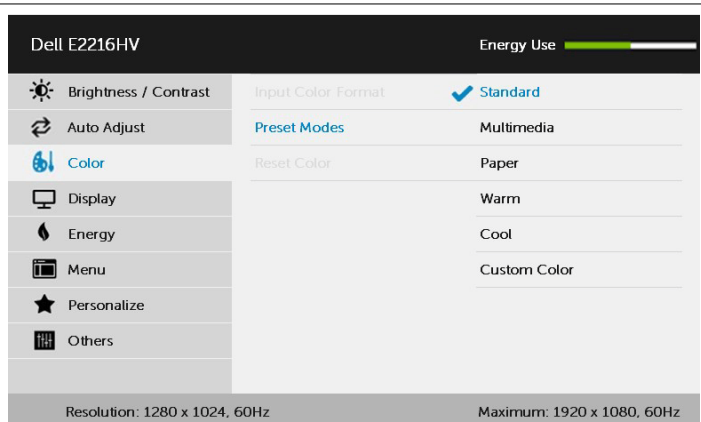 Dell E2216HV Energy Use
Brightness / Contrast Input Color Format Standard
Auto Adjust Preset Modes Multimedia
Color Reset Color Paper
Display Warm
Energy Cool
Menu Custom Color
Personalize
Others
Resolution: 1280 x 1024, 60Hz Maximum: 1920 x 1080, 60Hz